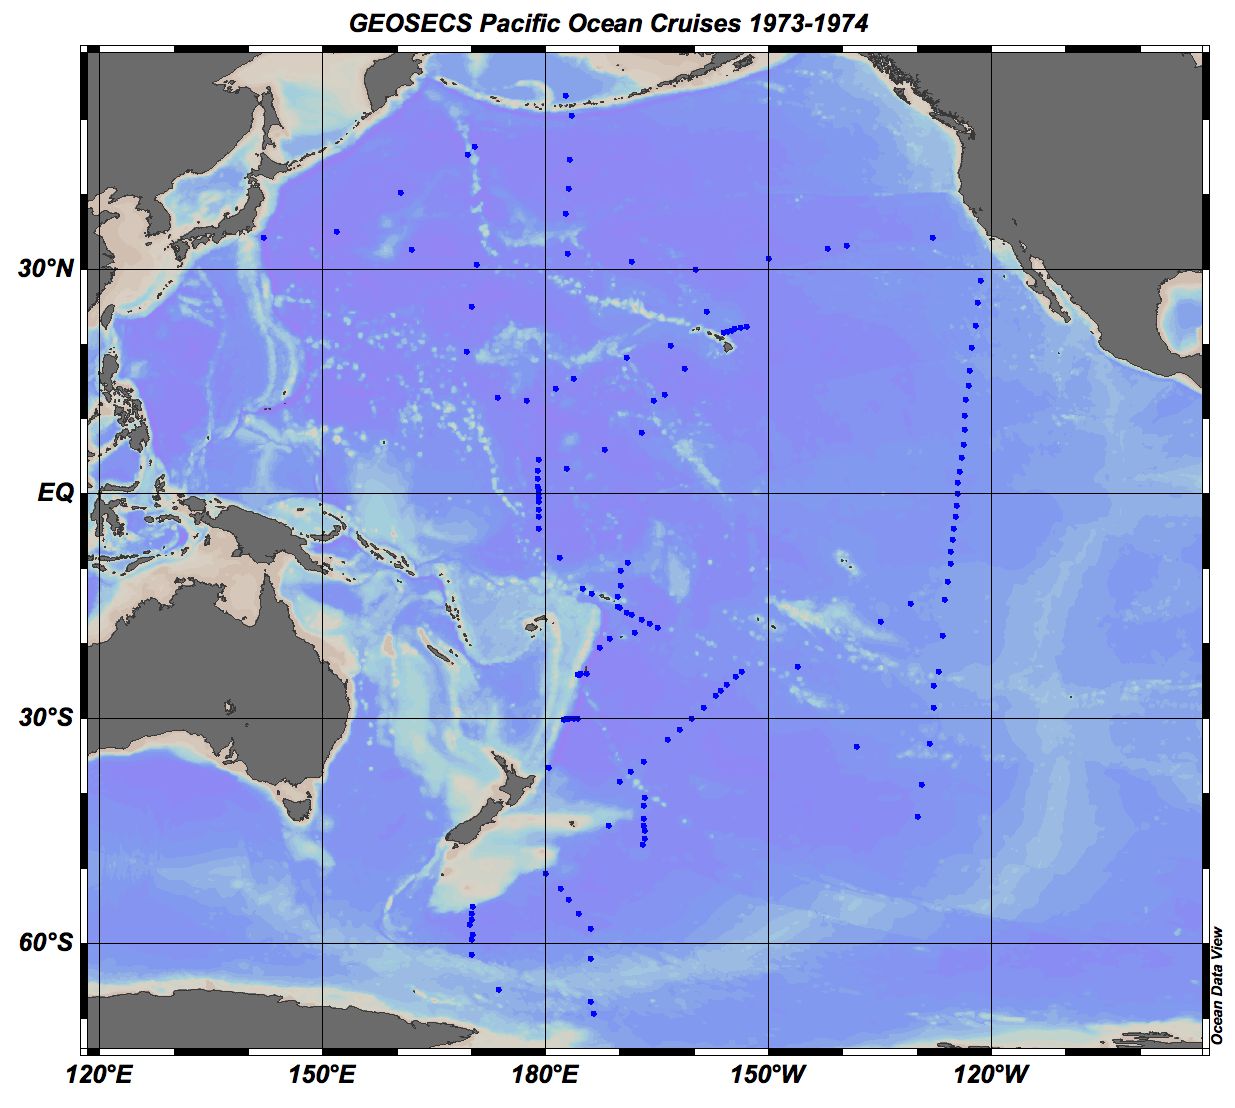 GEOSECS Pacific Ocean Cruises 1973-1974
30°N
EQ
30°S
60°S
120°E
150°E
180°E
150°W
120°W
Ocean Data View